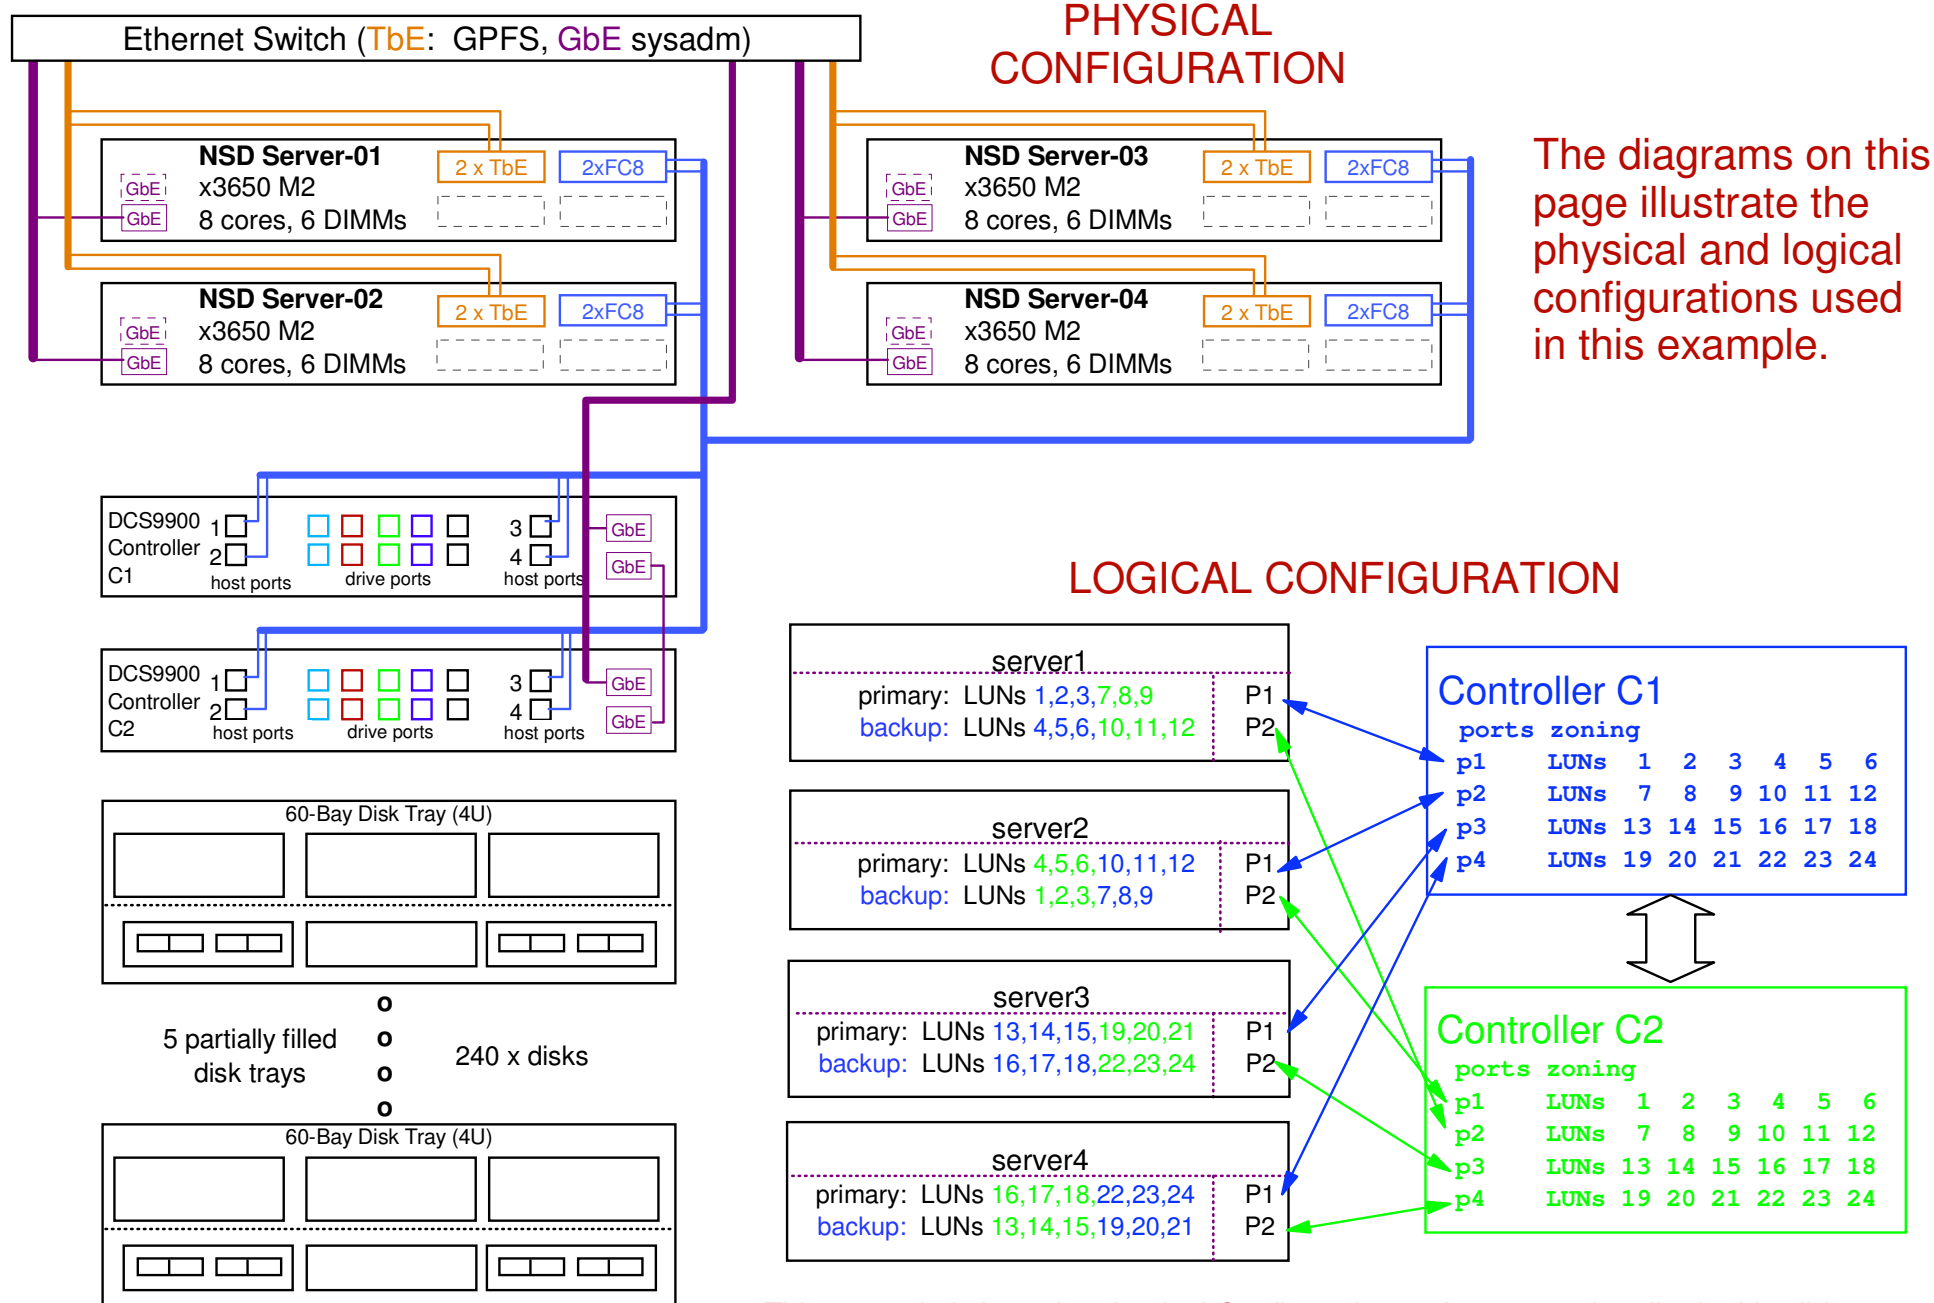 PHYSICAL
CONFIGURATION
Ethernet Switch (TbE: GPFS, GbE sysadm)
The diagrams on this
page illustrate the
physical and logical
configurations used
in this example.
NSD Server-01
x3650 M2
8 cores, 6 DIMMs
GbE
GbE
2 x TbE
2xFC8
NSD Server-03
x3650 M2
8 cores, 6 DIMMs
GbE
GbE
2 x TbE
2xFC8
NSD Server-02
x3650 M2
8 cores, 6 DIMMs
GbE
GbE
2 x TbE
2xFC8
NSD Server-04
x3650 M2
8 cores, 6 DIMMs
GbE
GbE
2 x TbE
2xFC8
DCS9900
Controller
C1
1
2
host ports
drive ports
3
4
host ports
GbE
GbE
DCS9900
Controller
C2
1
2
host ports
drive ports
3
4
host ports
GbE
GbE
60-Bay Disk Tray (4U)
o
o
o
o
5 partially filled
disk trays
240 x disks
60-Bay Disk Tray (4U)
LOGICAL CONFIGURATION
server1
primary: LUNs 1,2,3,7,8,9 P1
backup: LUNs 4,5,6,10,11,12 P2
server2
primary: LUNs 4,5,6,10,11,12 P1
backup: LUNs 1,2,3,7,8,9 P2
server3
primary: LUNs 13,14,15,19,20,21 P1
backup: LUNs 16,17,18,22,23,24 P2
server4
primary: LUNs 16,17,18,22,23,24 P1
backup: LUNs 13,14,15,19,20,21 P2
Controller C1
ports zoning
p1 LUNs 1 2 3 4 5 6
p2 LUNs 7 8 9 10 11 12
p3 LUNs 13 14 15 16 17 18
p4 LUNs 19 20 21 22 23 24
Controller C2
ports zoning
p1 LUNs 1 2 3 4 5 6
p2 LUNs 7 8 9 10 11 12
p3 LUNs 13 14 15 16 17 18
p4 LUNs 19 20 21 22 23 24